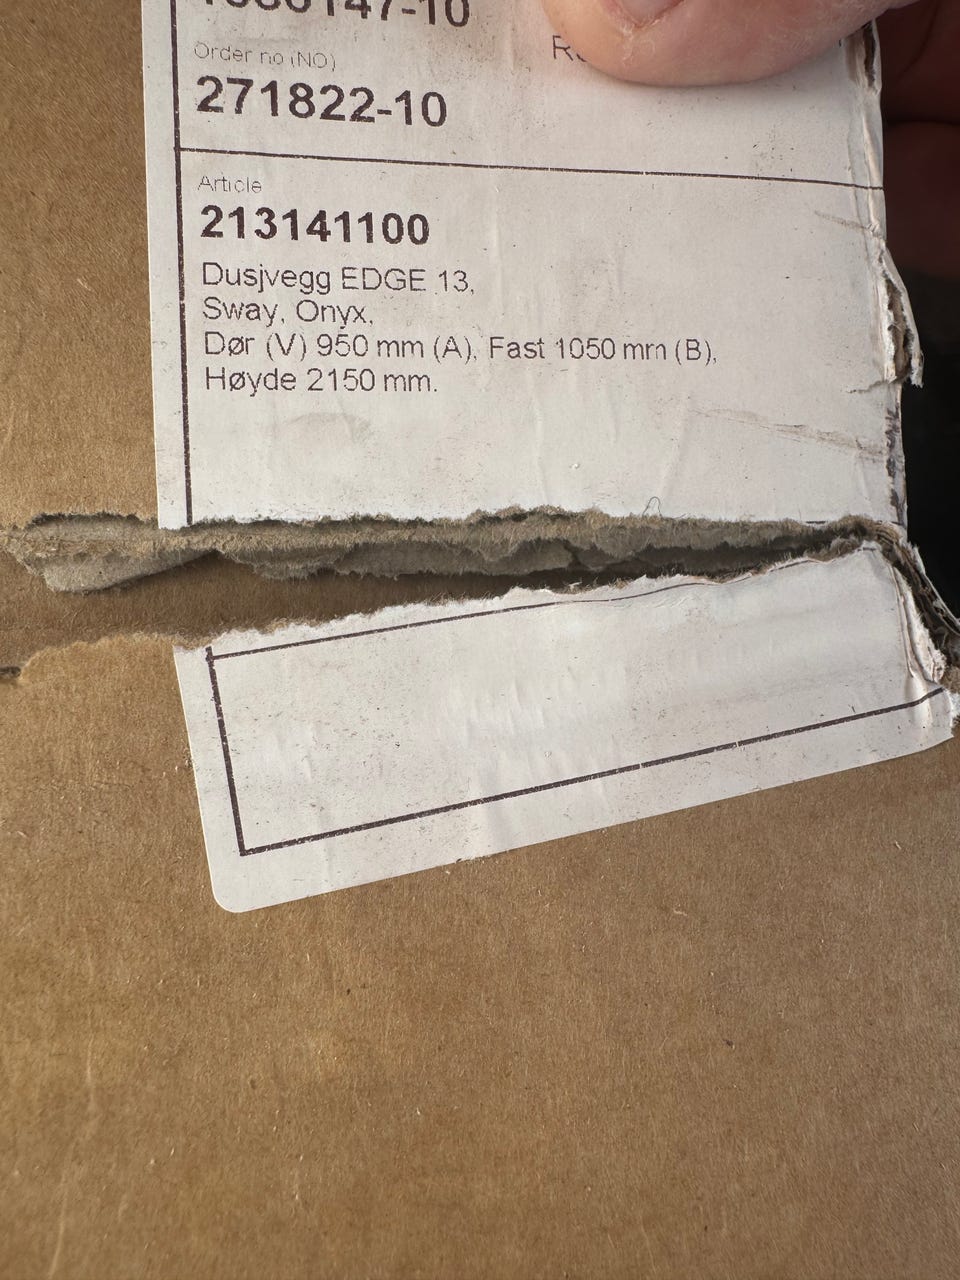 Order no (NO)
271822-10
Article
213141100
Dusjvegg EDGE 13,
Sway, Onyx,
Dør (V) 950 mm (A), Fast 1050 mm (B),
Høyde 2150 mm.